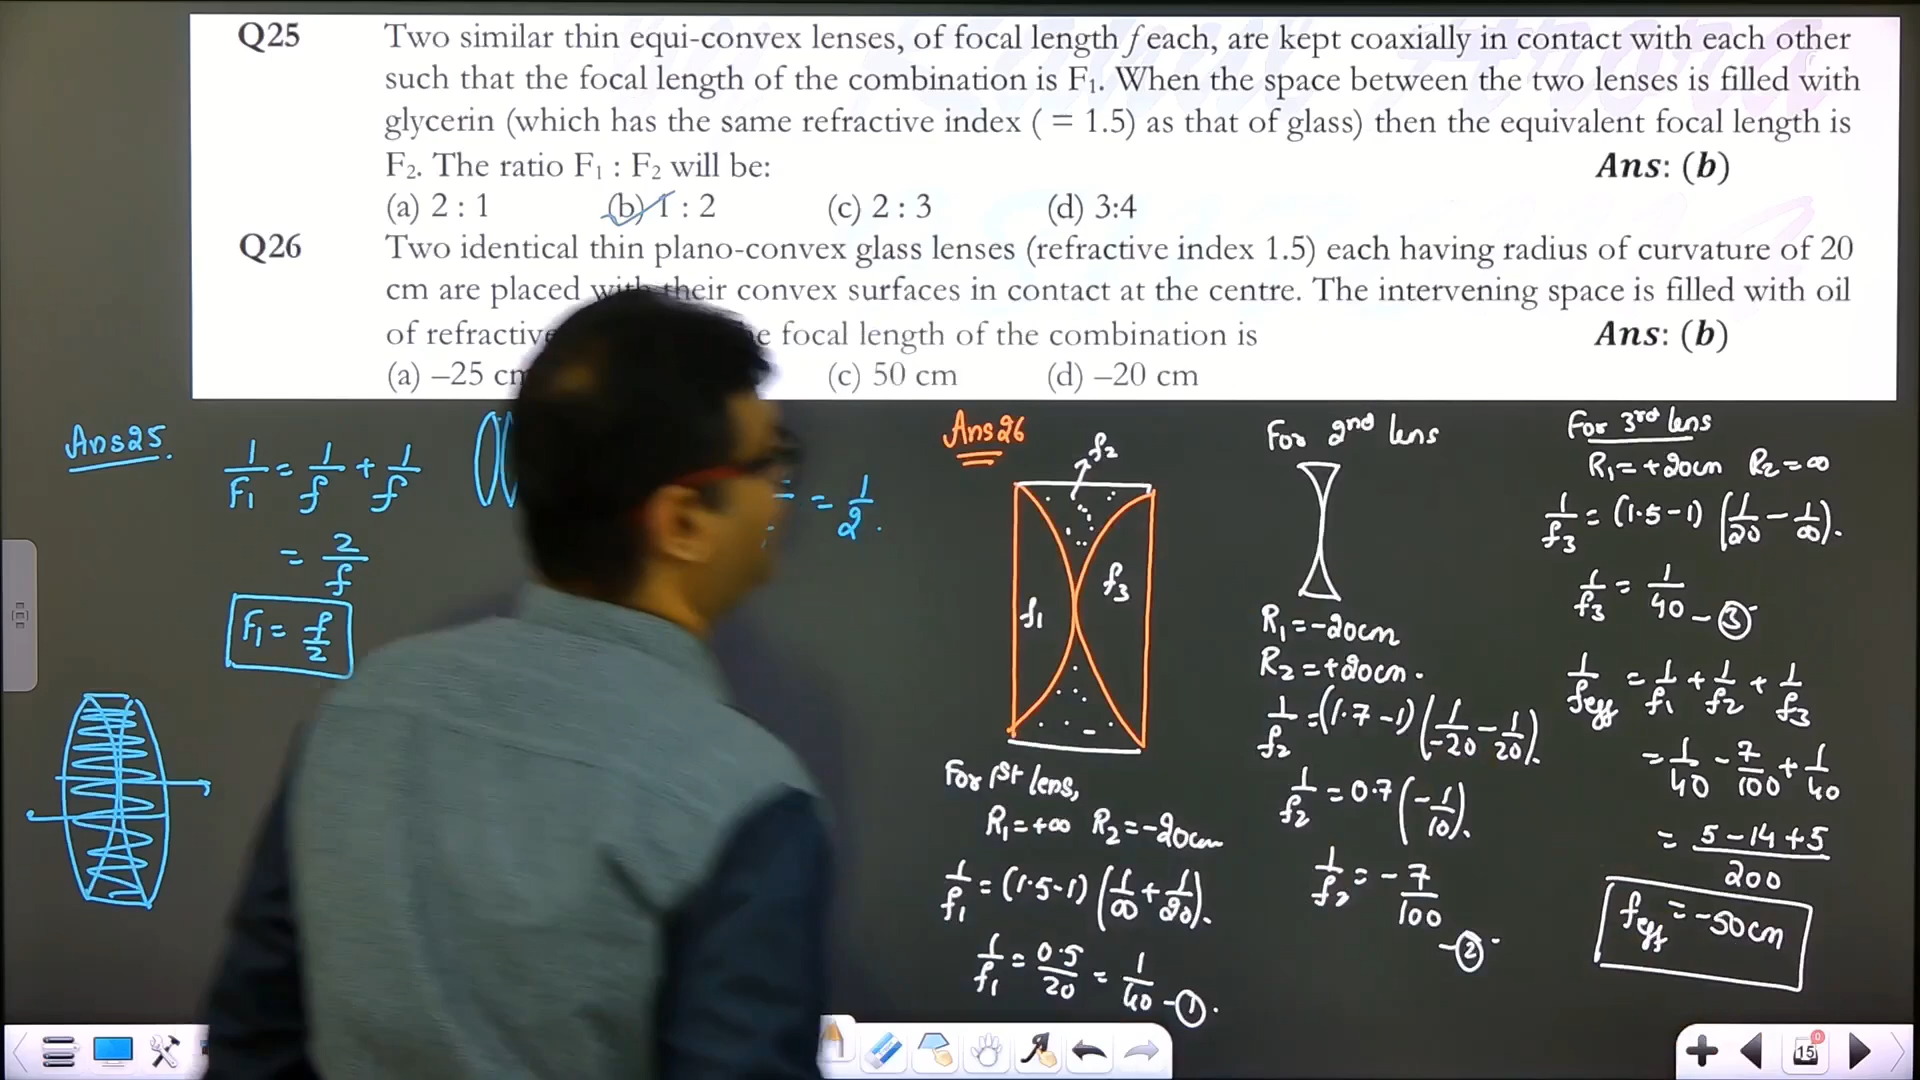 Q25 Two similar thin equi-convex lenses, of focal length f each, are kept coaxially in contact with each other
such that the focal length of the combination is F₁. When the space between the two lenses is filled with
glycerin (which has the same refractive index ( = 1.5) as that of glass) then the equivalent focal length is
F₂. The ratio F₁ : F₂ will be: Ans: (b)
(a) 2 : 1 (b) 1 : 2 (c) 2 : 3 (d) 3:4
Q26 Two identical thin plano-convex glass lenses (refractive index 1.5) each having radius of curvature of 20
cm are placed with their convex surfaces in contact at the centre. The intervening space is filled with oil
of refractive focal length of the combination is Ans: (b)
(a) –25 cm (c) 50 cm (d) –20 cm
Ans25.
1/F₁ = 1/f + 1/f
= 2/f
F₁ = f/2
= 1/2.
Ans26
f₂
f₁
f₃
For 1st lens,
R₁=+∞ R₂=-20cm
1/f₁ = (1.5-1) (1/∞ + 1/20).
1/f₁ = 0.5/20 = 1/40 -①.
For 2nd lens
R₁=-20cm
R₂=+20cm.
1/f₂ = (1.7-1) (1/-20 - 1/20).
1/f₂ = 0.7 (-1/10).
1/f₂ = -7/100
-②
For 3rd lens
R₁=+20cm R₂=∞
1/f₃ = (1.5-1) (1/20 - 1/∞).
1/f₃ = 1/40 -③
1/feff = 1/f₁ + 1/f₂ + 1/f₃
= 1/40 - 7/100 + 1/40
= 5-14+5/200
feff = -50cm
15
0